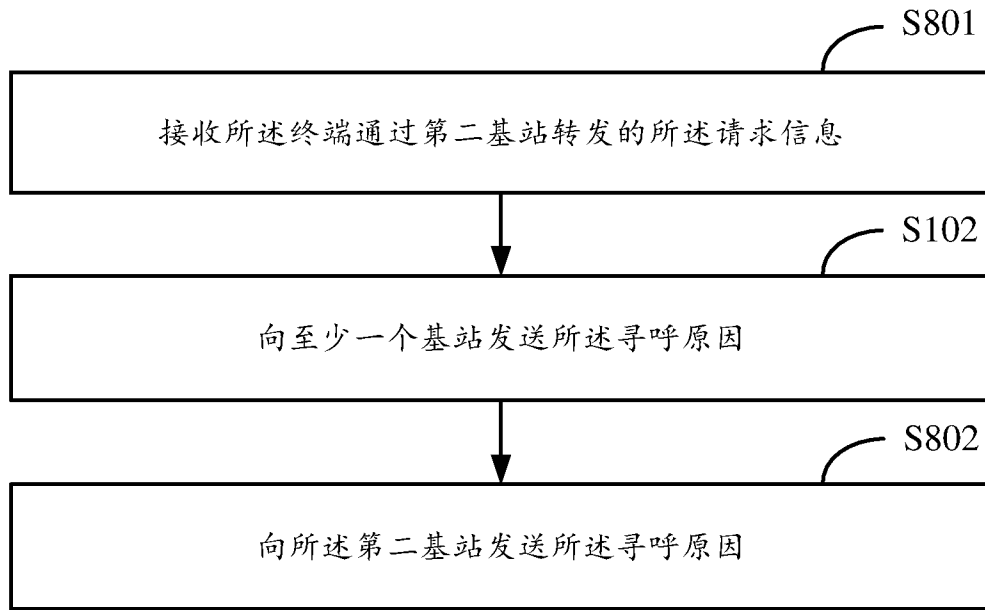 S801
接收所述终端通过第二基站转发的所述请求信息
S102
向至少一个基站发送所述寻呼原因
S802
向所述第二基站发送所述寻呼原因